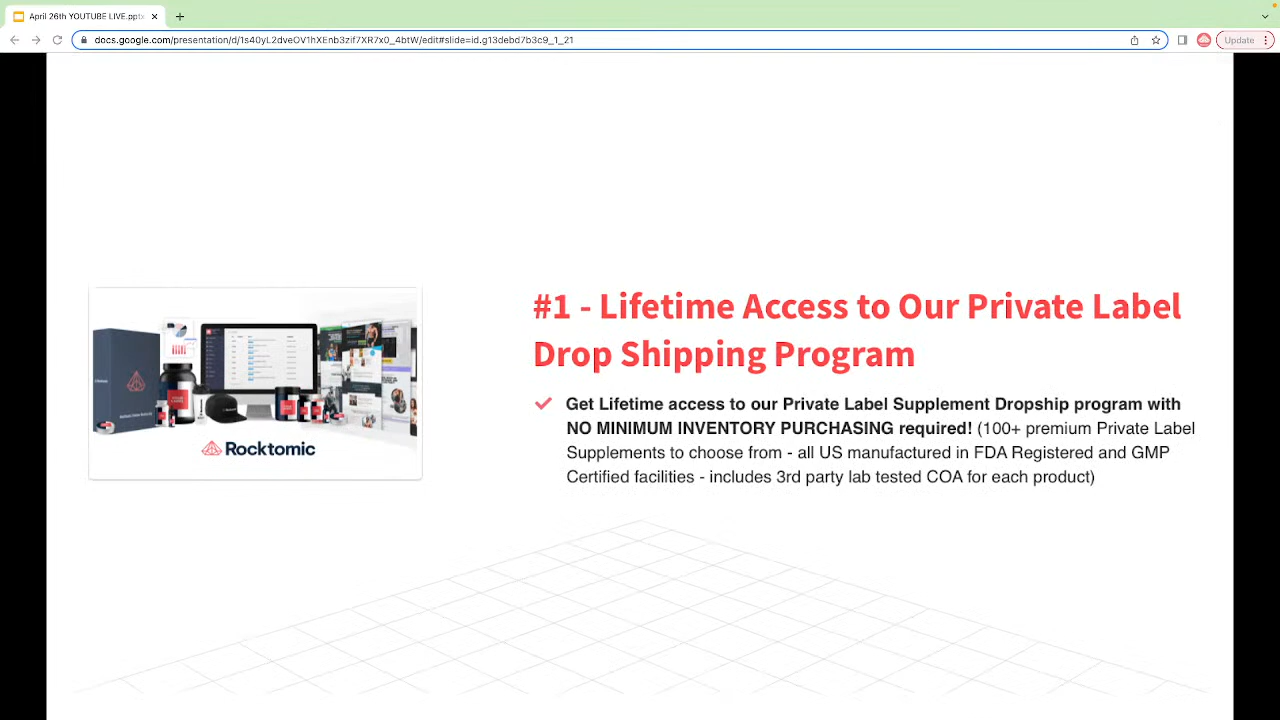 April 26th YOUTUBE LIVE.pptx
docs.google.com/presentation/d/1s40yL2dveOV1hXEnb3zif7XR7x0_4btW/edit#slide=id.g13debd7b3c9_1_21
Update
#1 - Lifetime Access to Our Private Label
Drop Shipping Program
Get Lifetime access to our Private Label Supplement Dropship program with
NO MINIMUM INVENTORY PURCHASING required! (100+ premium Private Label
Supplements to choose from - all US manufactured in FDA Registered and GMP
Certified facilities - includes 3rd party lab tested COA for each product)
Rocktomic